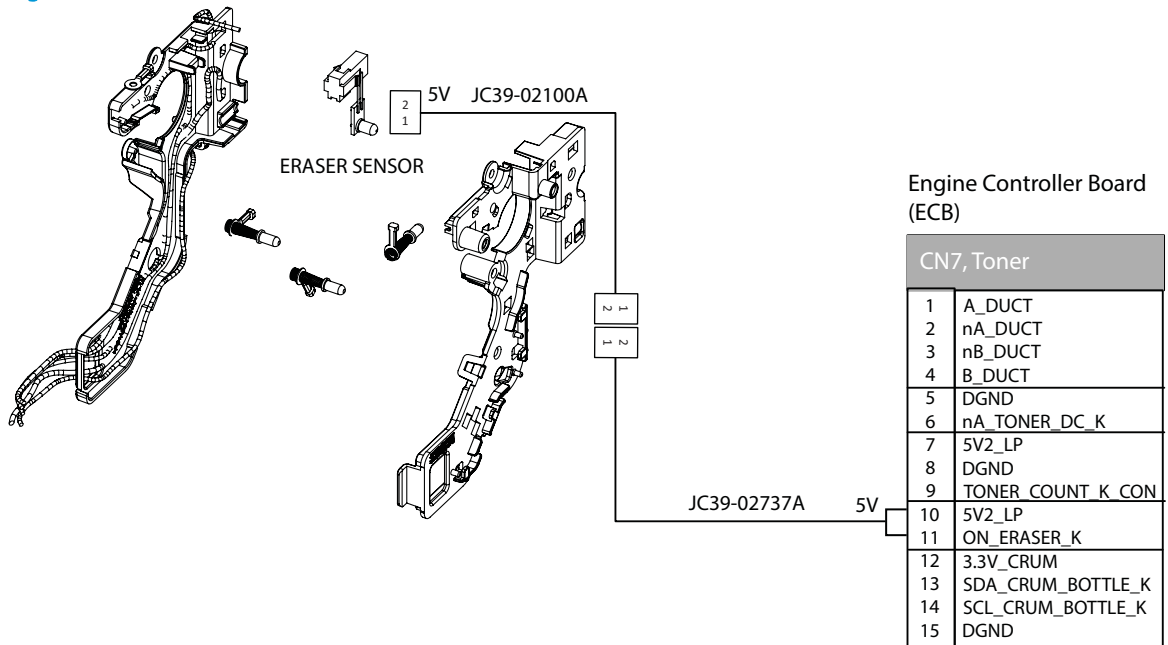 5V JC39-02100A
2
1
ERASER SENSOR
1
2
2
1
JC39-02737A 5V
Engine Controller Board
(ECB)
CN7, Toner
1 A_DUCT
2 nA_DUCT
3 nB_DUCT
4 B_DUCT
5 DGND
6 nA_TONER_DC_K
7 5V2_LP
8 DGND
9 TONER_COUNT_K_CON
10 5V2_LP
11 ON_ERASER_K
12 3.3V_CRUM
13 SDA_CRUM_BOTTLE_K
14 SCL_CRUM_BOTTLE_K
15 DGND